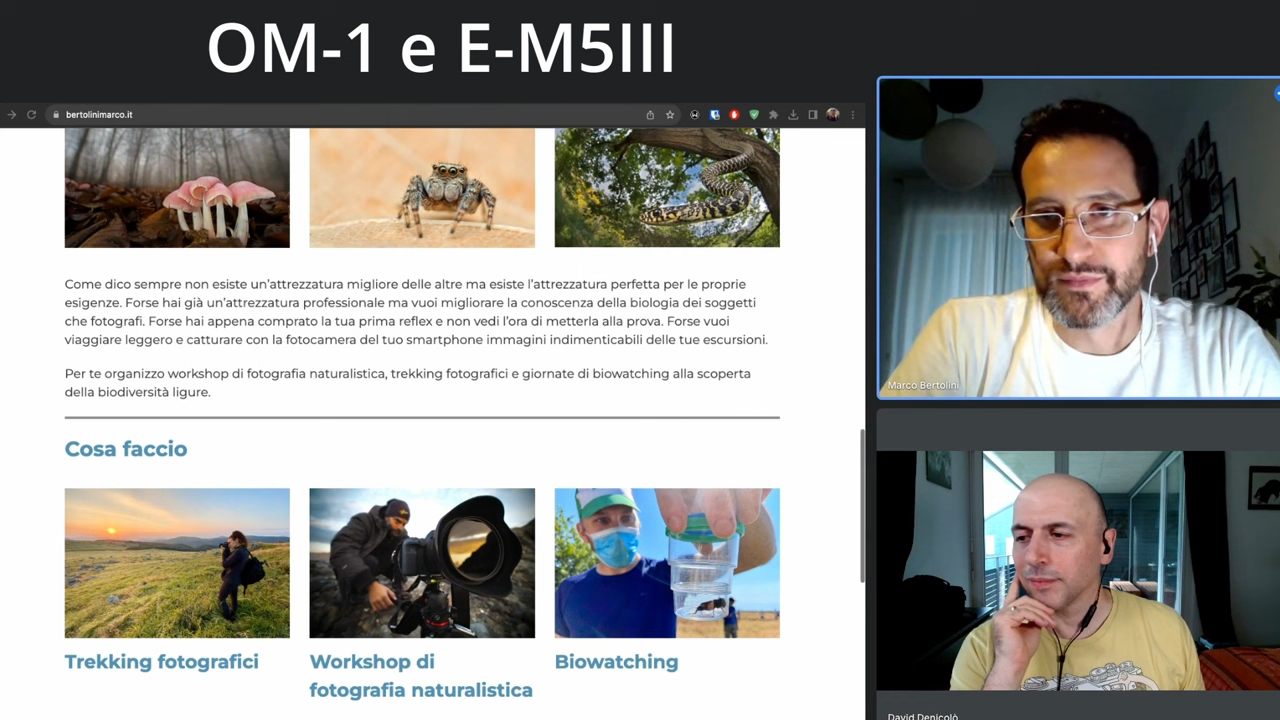 OM-1 e E-M5III
bertolinimarco.it
Come dico sempre non esiste un'attrezzatura migliore delle altre ma esiste l'attrezzatura perfetta per le proprie
esigenze. Forse hai già un'attrezzatura professionale ma vuoi migliorare la conoscenza della biologia dei soggetti
che fotografi. Forse hai appena comprato la tua prima reflex e non vedi l'ora di metterla alla prova. Forse vuoi
viaggiare leggero e catturare con la fotocamera del tuo smartphone immagini indimenticabili delle tue escursioni.
Per te organizzo workshop di fotografia naturalistica, trekking fotografici e giornate di biowatching alla scoperta
della biodiversità ligure.
Cosa faccio
Trekking fotografici
Workshop di
fotografia naturalistica
Biowatching
Marco Bertolini
David Denicolò